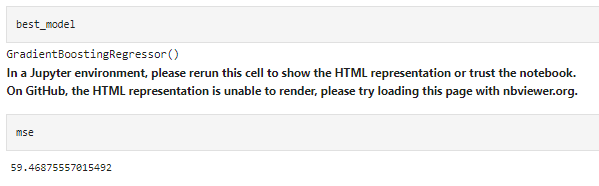 best_model
GradientBoostingRegressor()
In a Jupyter environment, please rerun this cell to show the HTML representation or trust the notebook.
On GitHub, the HTML representation is unable to render, please try loading this page with nbviewer.org.
mse
59.46875557015492